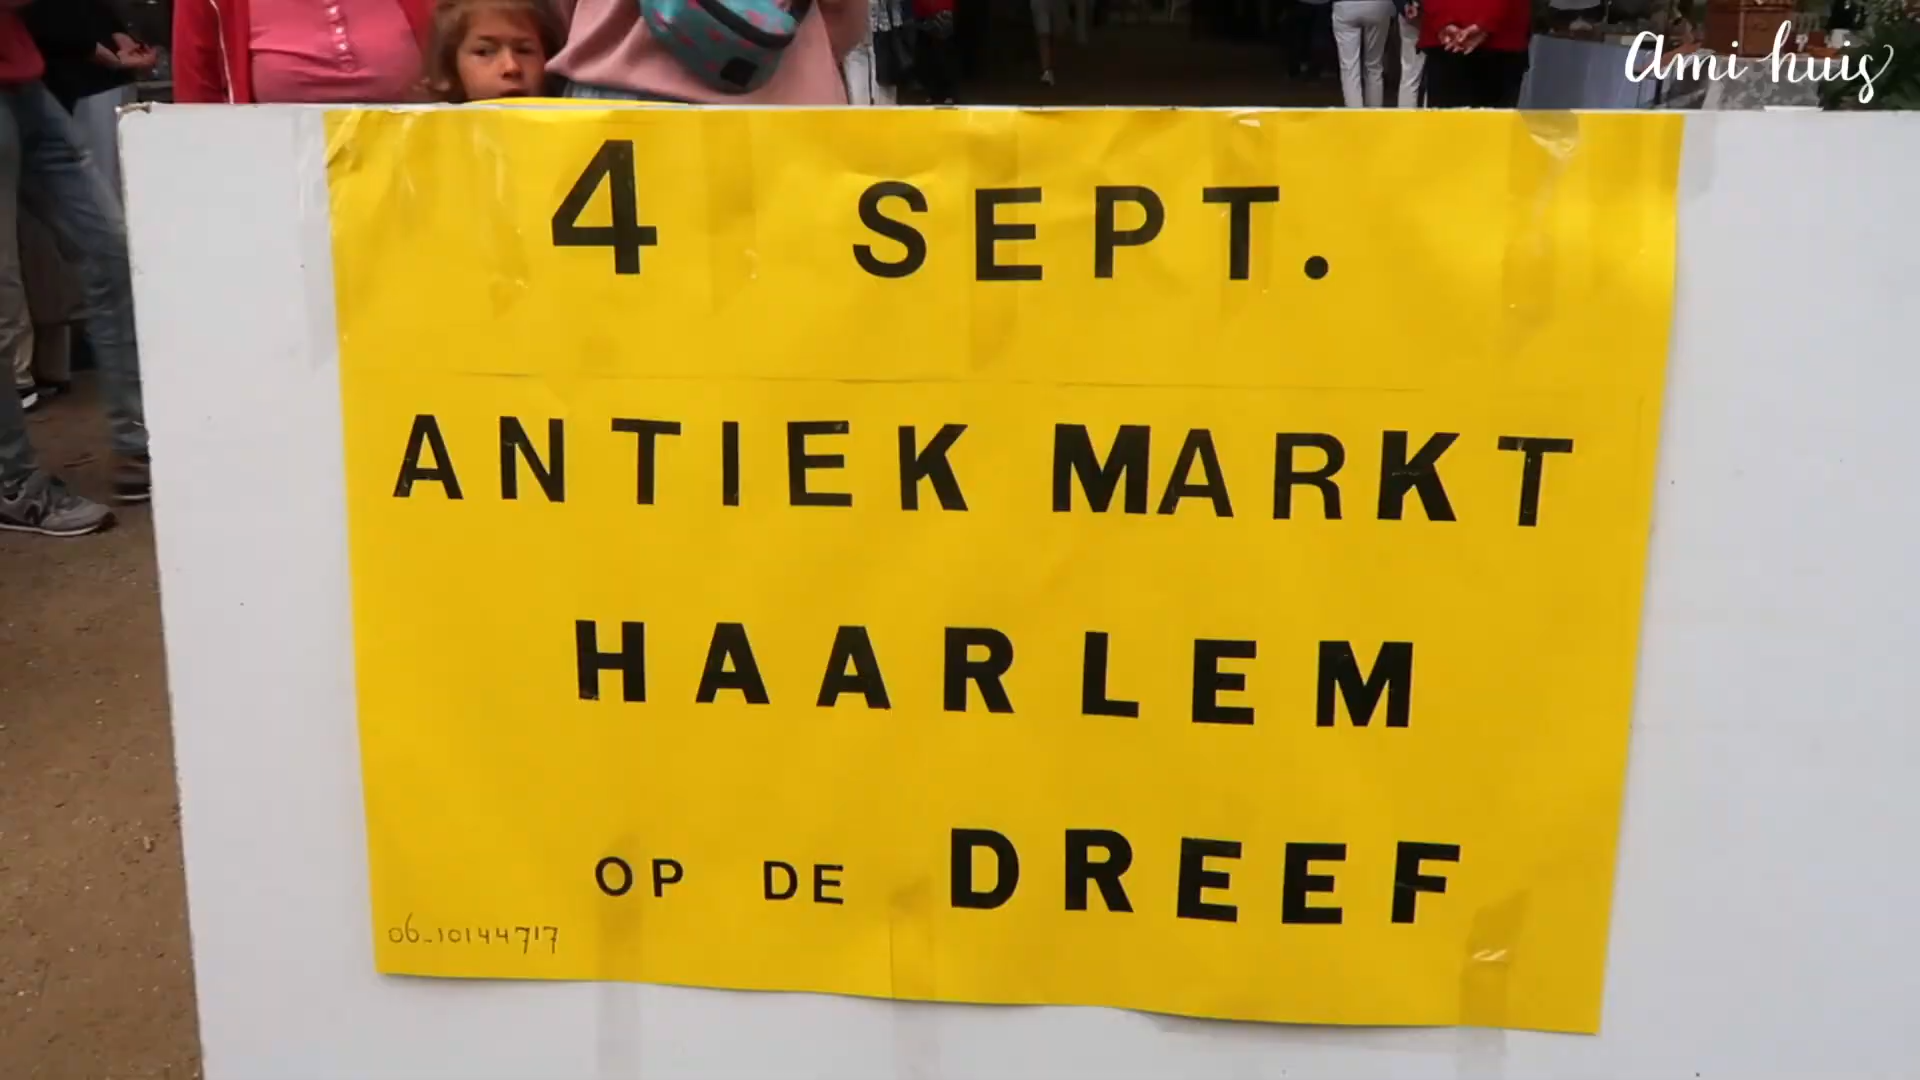 ami huis
4 SEPT.
ANTIEK MARKT
HAARLEM
OP DE DREEF
06-10144717